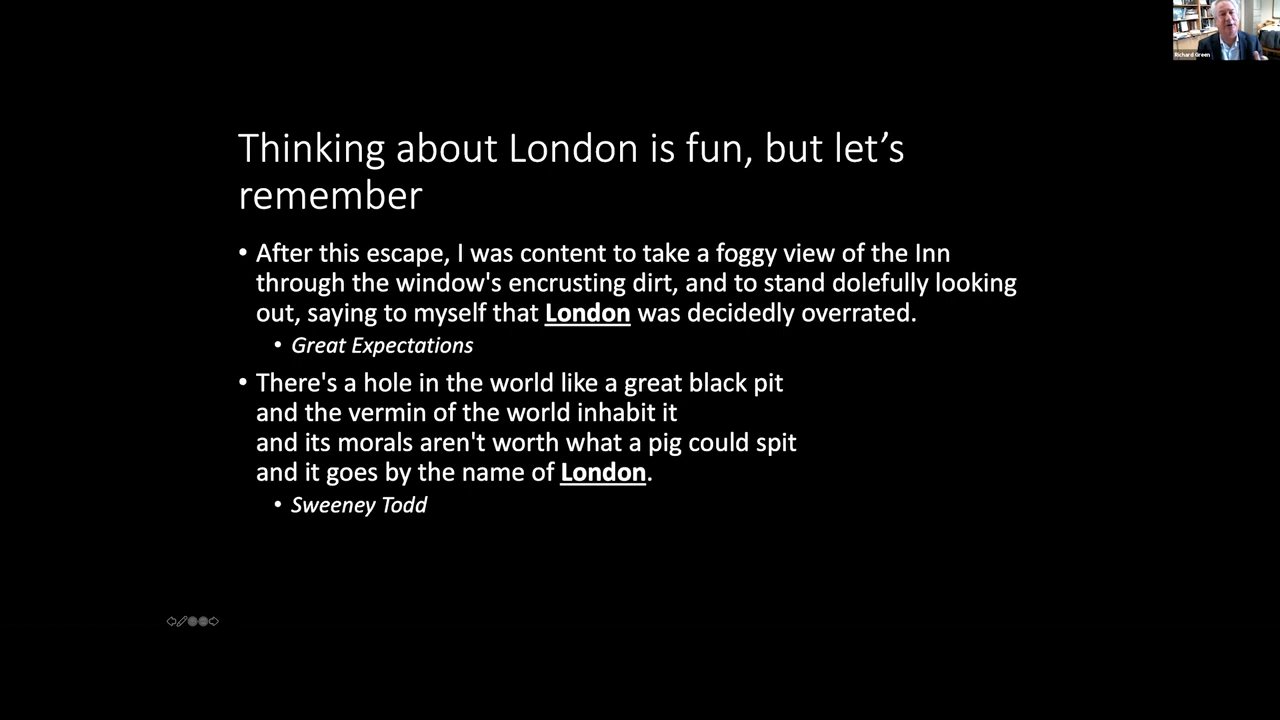 Richard Green
Thinking about London is fun, but let’s
remember
• After this escape, I was content to take a foggy view of the Inn
through the window's encrusting dirt, and to stand dolefully looking
out, saying to myself that London was decidedly overrated.
• Great Expectations
• There's a hole in the world like a great black pit
and the vermin of the world inhabit it
and its morals aren't worth what a pig could spit
and it goes by the name of London.
• Sweeney Todd